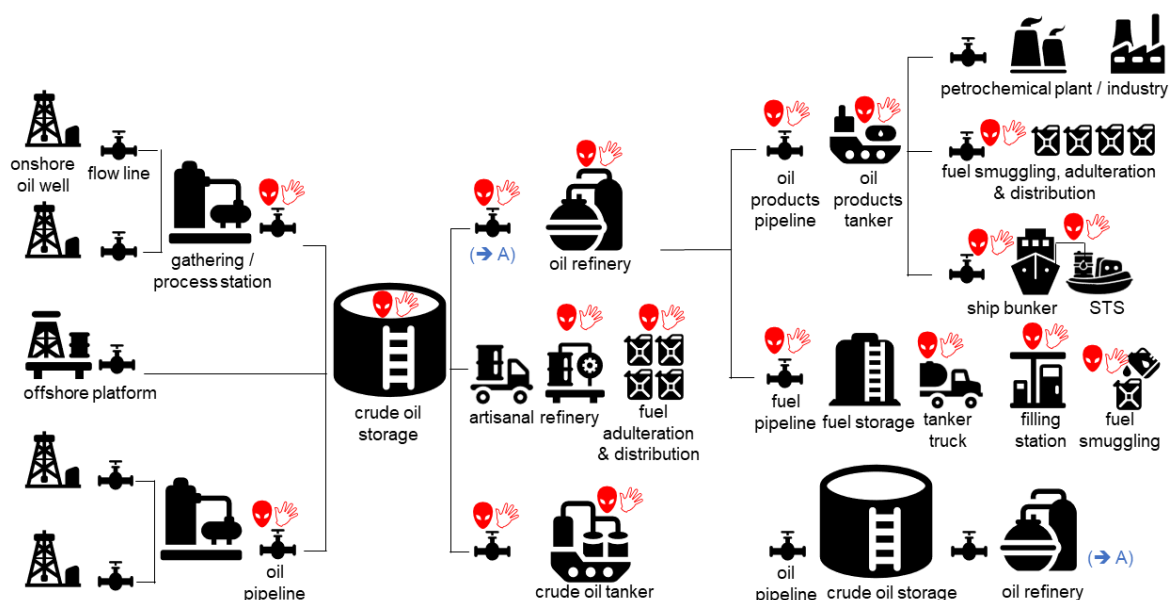 onshore
oil well
flow line
gathering /
process station
offshore platform
oil
pipeline
crude oil
storage
(➔ A)
oil refinery
artisanal refinery
fuel
adulteration
& distribution
crude oil tanker
oil
products
pipeline
oil
products
tanker
petrochemical plant / industry
fuel smuggling, adulteration
& distribution
ship bunker
STS
fuel
pipeline
fuel storage
tanker
truck
filling
station
fuel
smuggling
oil
pipeline
crude oil storage
oil refinery
(➔ A)